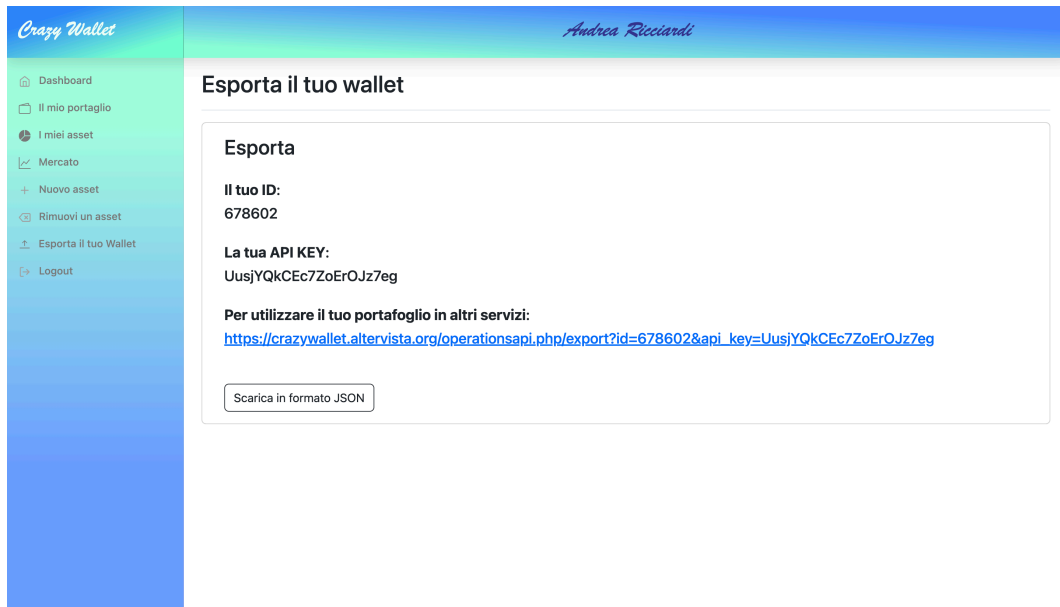 Crazy Wallet
Andrea Ricciardi
Dashboard
Il mio portaglio
I miei asset
Mercato
Nuovo asset
Rimuovi un asset
Esporta il tuo Wallet
Logout
Esporta il tuo wallet
Esporta
Il tuo ID:
678602
La tua API KEY:
UusjYQkCEc7ZoErOJz7eg
Per utilizzare il tuo portafoglio in altri servizi:
https://crazywallet.altervista.org/operationsapi.php/export?id=678602&api_key=UusjYQkCEc7ZoErOJz7eg
Scarica in formato JSON